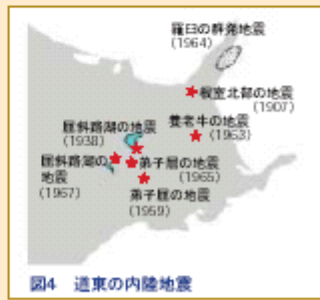 羅臼の群発地震
(1964)
根室北部の地震
(1907)
養老牛の地震
(1963)
屈斜路湖の地震
(1938)
屈斜路湖の
地震
(1967)
弟子屈の地震
(1965)
弟子屈の地震
(1959)
図4 道東の内陸地震